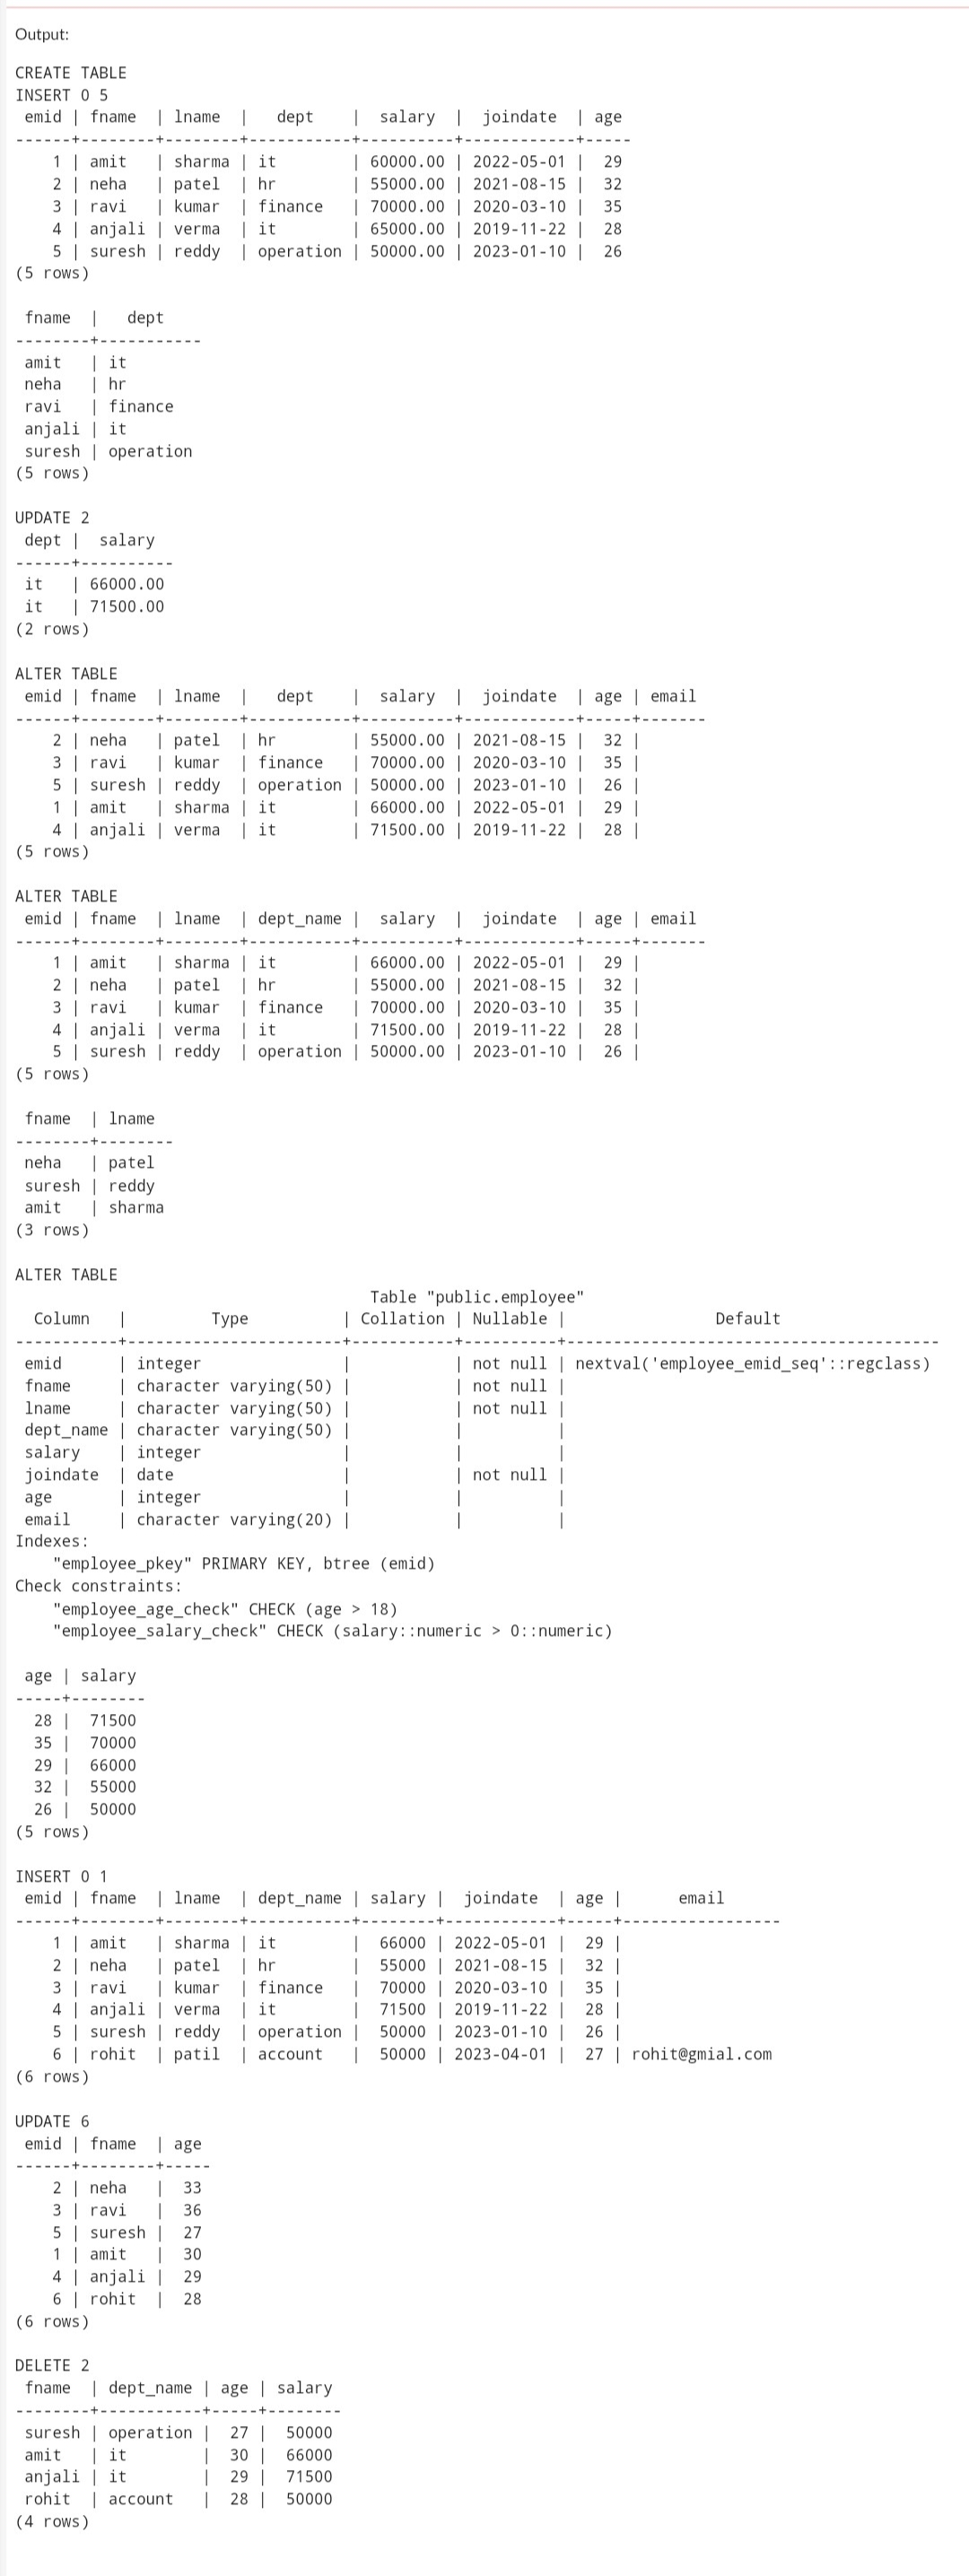 Output:
CREATE TABLE
INSERT 0 5
 emid | fname  | lname  |   dept    |  salary  |  joindate  | age
------+--------+--------+-----------+----------+------------+-----
    1 | amit   | sharma | it        | 60000.00 | 2022-05-01 |  29
    2 | neha   | patel  | hr        | 55000.00 | 2021-08-15 |  32
    3 | ravi   | kumar  | finance   | 70000.00 | 2020-03-10 |  35
    4 | anjali | verma  | it        | 65000.00 | 2019-11-22 |  28
    5 | suresh | reddy  | operation | 50000.00 | 2023-01-10 |  26
(5 rows)

 fname  |   dept
--------+-----------
 amit   | it
 neha   | hr
 ravi   | finance
 anjali | it
 suresh | operation
(5 rows)

UPDATE 2
 dept |  salary
------+----------
 it   | 66000.00
 it   | 71500.00
(2 rows)

ALTER TABLE
 emid | fname  | lname  |   dept    |  salary  |  joindate  | age | email
------+--------+--------+-----------+----------+------------+-----+-------
    2 | neha   | patel  | hr        | 55000.00 | 2021-08-15 |  32 |
    3 | ravi   | kumar  | finance   | 70000.00 | 2020-03-10 |  35 |
    5 | suresh | reddy  | operation | 50000.00 | 2023-01-10 |  26 |
    1 | amit   | sharma | it        | 66000.00 | 2022-05-01 |  29 |
    4 | anjali | verma  | it        | 71500.00 | 2019-11-22 |  28 |
(5 rows)

ALTER TABLE
 emid | fname  | lname  | dept_name |  salary  |  joindate  | age | email
------+--------+--------+-----------+----------+------------+-----+-------
    1 | amit   | sharma | it        | 66000.00 | 2022-05-01 |  29 |
    2 | neha   | patel  | hr        | 55000.00 | 2021-08-15 |  32 |
    3 | ravi   | kumar  | finance   | 70000.00 | 2020-03-10 |  35 |
    4 | anjali | verma  | it        | 71500.00 | 2019-11-22 |  28 |
    5 | suresh | reddy  | operation | 50000.00 | 2023-01-10 |  26 |
(5 rows)

 fname  | lname
--------+--------
 neha   | patel
 suresh | reddy
 amit   | sharma
(3 rows)

ALTER TABLE
                                      Table "public.employee"
  Column   |         Type          | Collation | Nullable |                Default
-----------+-----------------------+-----------+----------+----------------------------------------
 emid      | integer               |           | not null | nextval('employee_emid_seq'::regclass)
 fname     | character varying(50) |           | not null |
 lname     | character varying(50) |           | not null |
 dept_name | character varying(50) |           |          |
 salary    | integer               |           |          |
 joindate  | date                  |           | not null |
 age       | integer               |           |          |
 email     | character varying(20) |           |          |
Indexes:
    "employee_pkey" PRIMARY KEY, btree (emid)
Check constraints:
    "employee_age_check" CHECK (age > 18)
    "employee_salary_check" CHECK (salary::numeric > 0::numeric)

 age | salary
-----+--------
  28 |  71500
  35 |  70000
  29 |  66000
  32 |  55000
  26 |  50000
(5 rows)

INSERT 0 1
 emid | fname  | lname  | dept_name | salary |  joindate  | age |      email
------+--------+--------+-----------+--------+------------+-----+-----------------
    1 | amit   | sharma | it        |  66000 | 2022-05-01 |  29 |
    2 | neha   | patel  | hr        |  55000 | 2021-08-15 |  32 |
    3 | ravi   | kumar  | finance   |  70000 | 2020-03-10 |  35 |
    4 | anjali | verma  | it        |  71500 | 2019-11-22 |  28 |
    5 | suresh | reddy  | operation |  50000 | 2023-01-10 |  26 |
    6 | rohit  | patil  | account   |  50000 | 2023-04-01 |  27 | rohit@gmial.com
(6 rows)

UPDATE 6
 emid | fname  | age
------+--------+-----
    2 | neha   |  33
    3 | ravi   |  36
    5 | suresh |  27
    1 | amit   |  30
    4 | anjali |  29
    6 | rohit  |  28
(6 rows)

DELETE 2
 fname  | dept_name | age | salary
--------+-----------+-----+--------
 suresh | operation |  27 |  50000
 amit   | it        |  30 |  66000
 anjali | it        |  29 |  71500
 rohit  | account   |  28 |  50000
(4 rows)